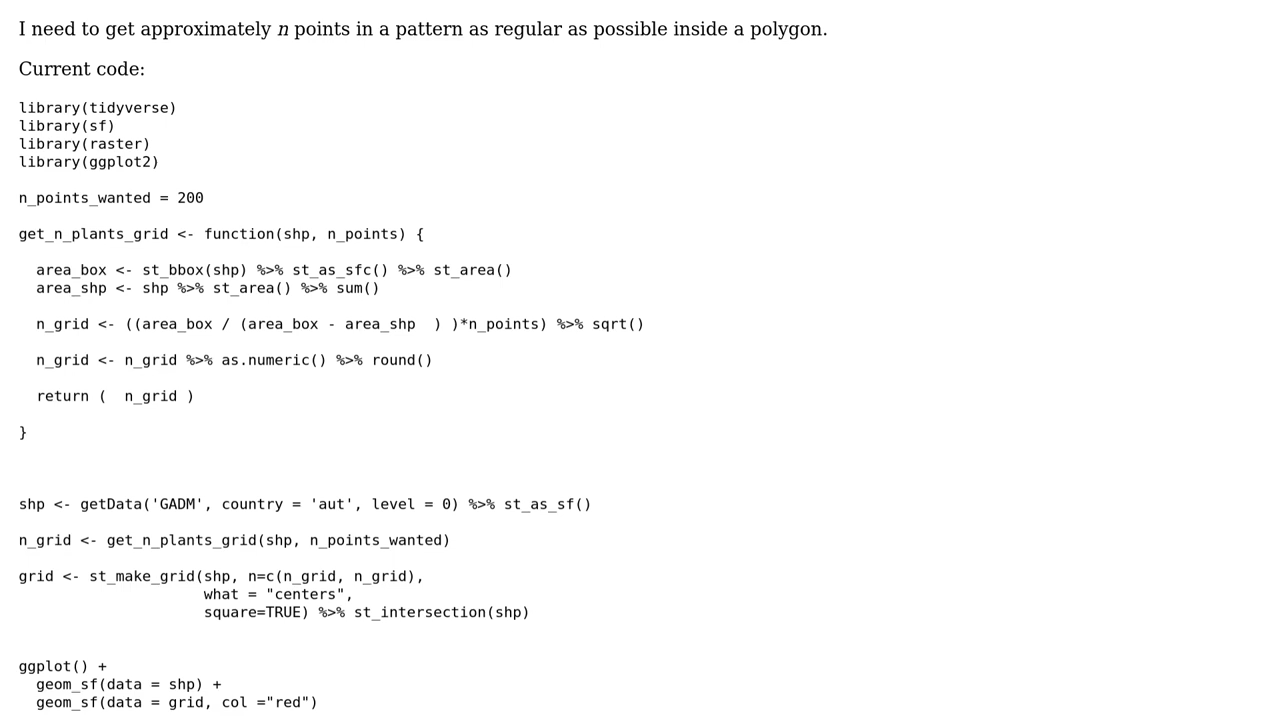 I need to get approximately n points in a pattern as regular as possible inside a polygon.
Current code:
library(tidyverse)
library(sf)
library(raster)
library(ggplot2)
n_points_wanted = 200
get_n_plants_grid <- function(shp, n_points) {
  area_box <- st_bbox(shp) %>% st_as_sfc() %>% st_area()
  area_shp <- shp %>% st_area() %>% sum()
  n_grid <- ((area_box / (area_box - area_shp  ) )*n_points) %>% sqrt()
  n_grid <- n_grid %>% as.numeric() %>% round()
  return (  n_grid )
}
shp <- getData('GADM', country = 'aut', level = 0) %>% st_as_sf()
n_grid <- get_n_plants_grid(shp, n_points_wanted)
grid <- st_make_grid(shp, n=c(n_grid, n_grid),
                     what = "centers",
                     square=TRUE) %>% st_intersection(shp)
ggplot() +
  geom_sf(data = shp) +
  geom_sf(data = grid, col ="red")